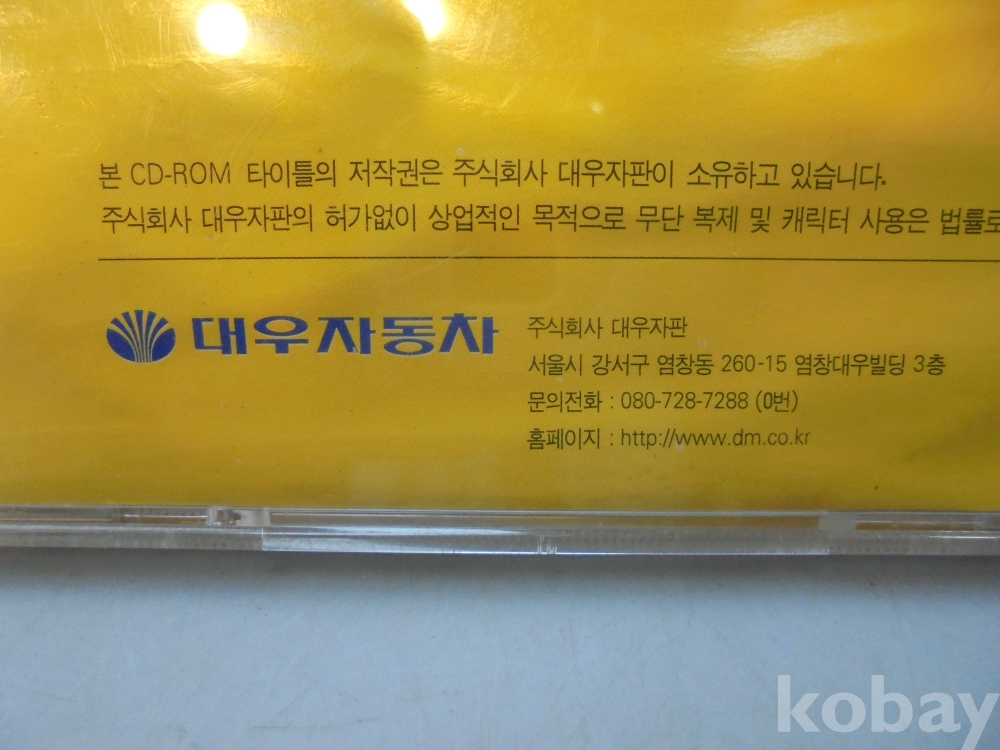 본 CD-ROM 타이틀의 저작권은 주식회사 대우자판이 소유하고 있습니다.
주식회사 대우자판의 허가없이 상업적인 목적으로 무단 복제 및 캐릭터 사용은 법률로
대우자동차
주식회사 대우자판
서울시 강서구 염창동 260-15 염창대우빌딩 3층
문의전화 : 080-728-7288 (0번)
홈페이지 : http://www.dm.co.kr
kobay